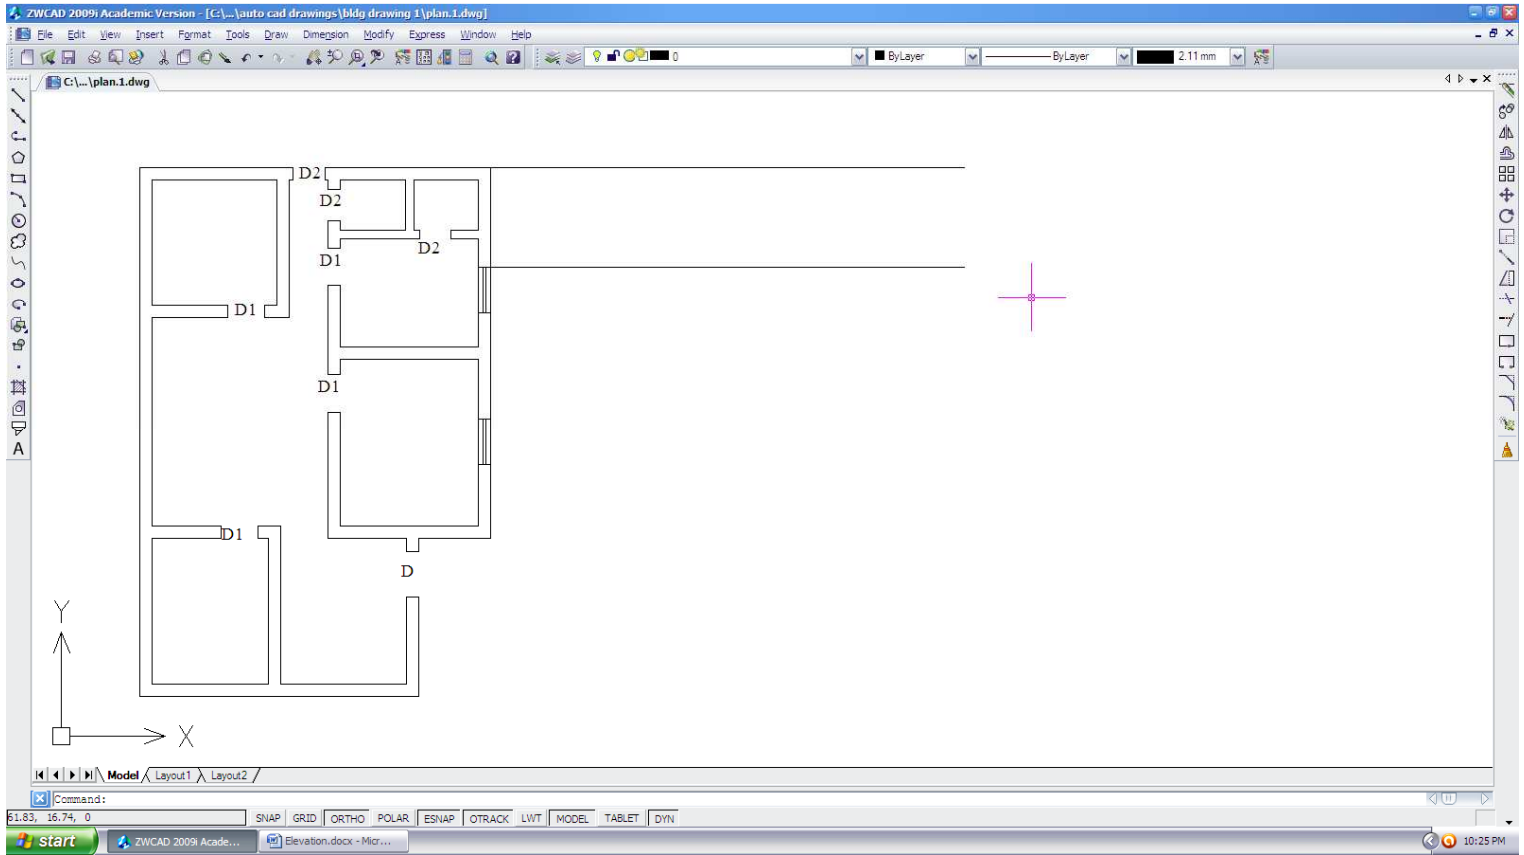 ZWCAD 2009i Academic Version - [C:\...\auto cad drawings\bldg drawing 1\plan.1.dwg]
File Edit View Insert Format Tools Draw Dimension Modify Express Window Help
0 ByLayer ByLayer 2.11 mm
C:\...\plan.1.dwg
D2
D2
D2
D1
D1
D1
D1
D
Y
X
A
Model Layout1 Layout2
Command:
61.83, 16.74, 0 SNAP GRID ORTHO POLAR ESNAP OTRACK LWT MODEL TABLET DYN
start ZWCAD 2009i Acade... Elevation.docx - Micr... 10:25 PM